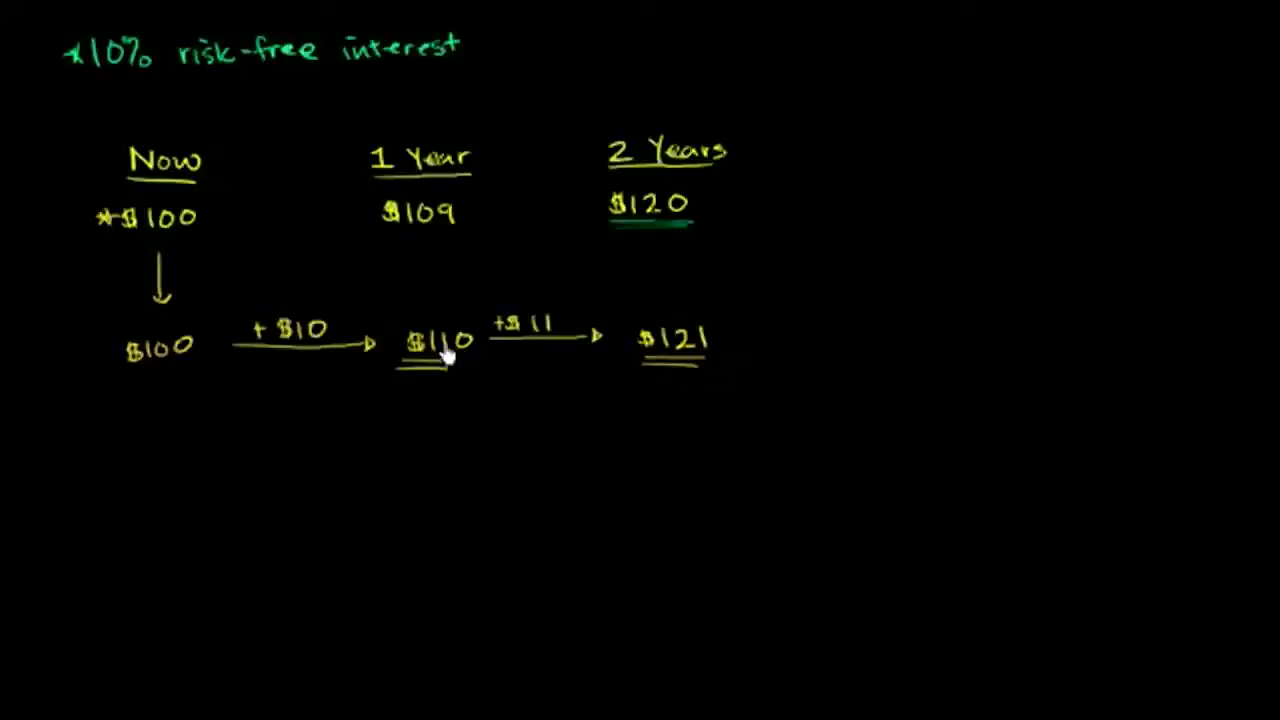 *10% risk-free interest
Now 1 Year 2 Years
*$100 $109 $120
$100 +$10 $110 +$11 $121